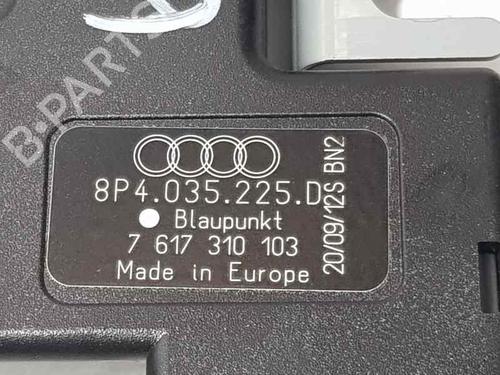 B-PARTS
8P4.035.225.D
Blaupunkt
7 617 310 103
Made in Europe
20/09/12S BN2